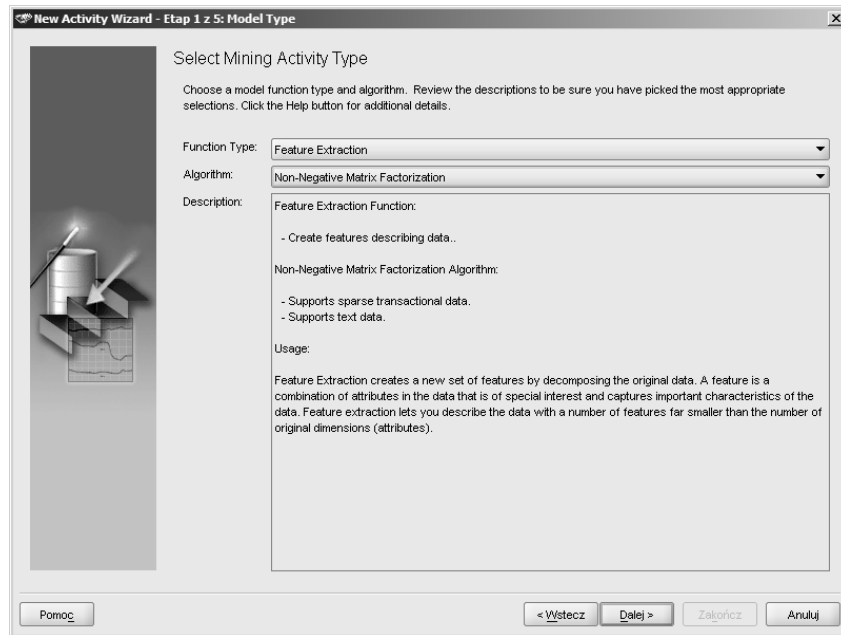 New Activity Wizard - Etap 1 z 5: Model Type
Select Mining Activity Type
Choose a model function type and algorithm. Review the descriptions to be sure you have picked the most appropriate
selections. Click the Help button for additional details.
Function Type: Feature Extraction
Algorithm: Non-Negative Matrix Factorization
Description: Feature Extraction Function:
- Create features describing data..
Non-Negative Matrix Factorization Algorithm:
- Supports sparse transactional data.
- Supports text data.
Usage:
Feature Extraction creates a new set of features by decomposing the original data. A feature is a
combination of attributes in the data that is of special interest and captures important characteristics of the
data. Feature extraction lets you describe the data with a number of features far smaller than the number of
original dimensions (attributes).
Pomoc < Wstecz Dalej > Zakończ Anuluj